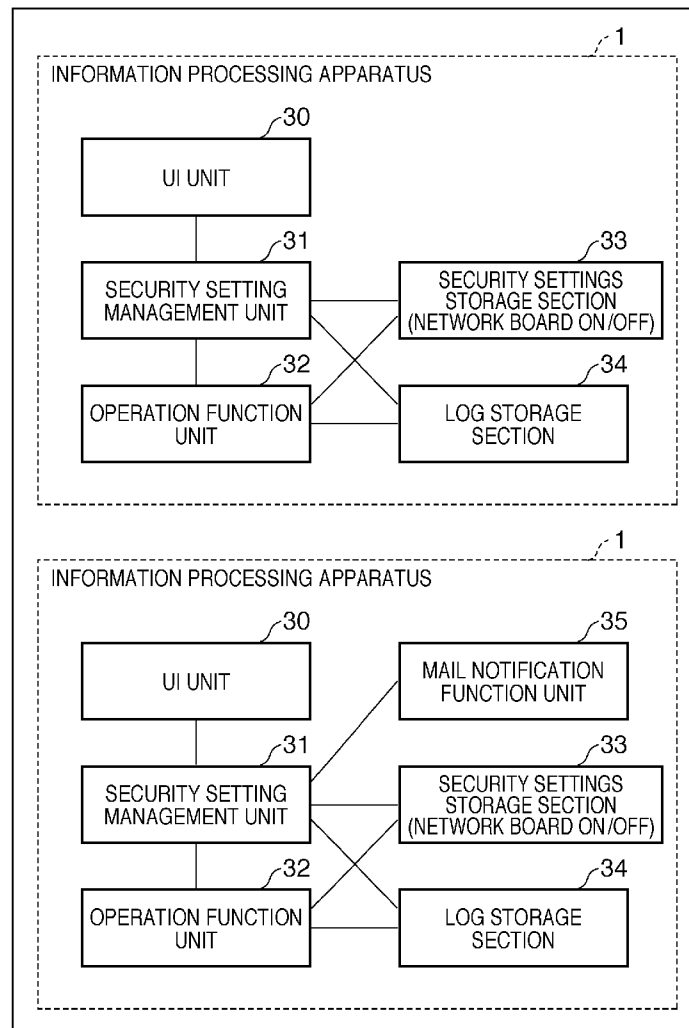 1
INFORMATION PROCESSING APPARATUS
30
UI UNIT
31
SECURITY SETTING
MANAGEMENT UNIT
33
SECURITY SETTINGS
STORAGE SECTION
(NETWORK BOARD ON/OFF)
32
OPERATION FUNCTION
UNIT
34
LOG STORAGE
SECTION
1
INFORMATION PROCESSING APPARATUS
30
UI UNIT
35
MAIL NOTIFICATION
FUNCTION UNIT
31
SECURITY SETTING
MANAGEMENT UNIT
33
SECURITY SETTINGS
STORAGE SECTION
(NETWORK BOARD ON/OFF)
32
OPERATION FUNCTION
UNIT
34
LOG STORAGE
SECTION